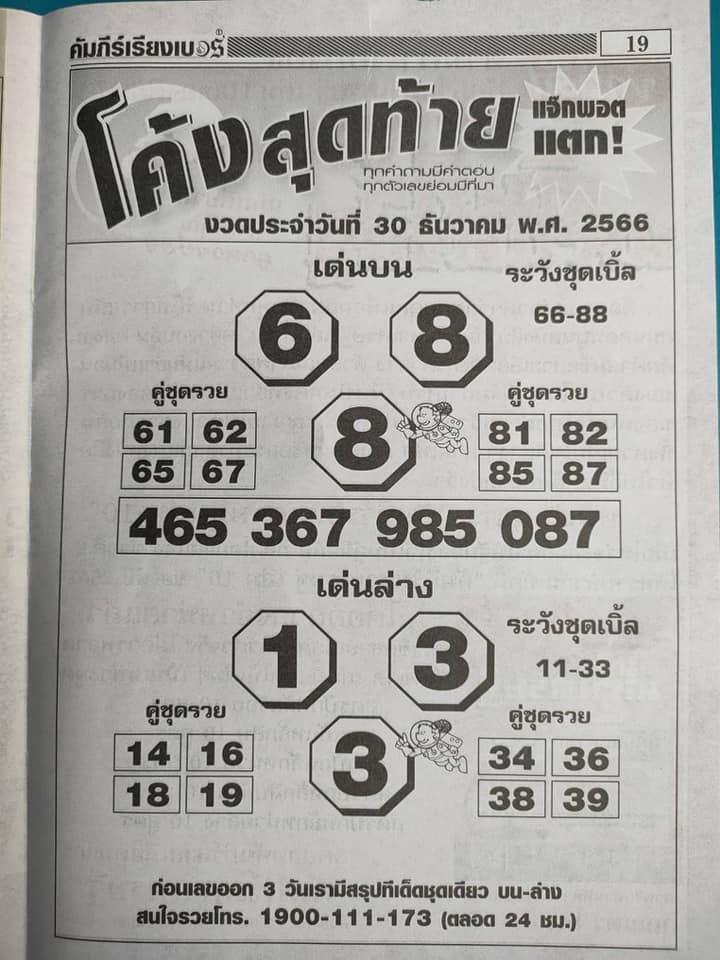 คัมภีร์เรียงเบอร์ ® 19
โค้งสุดท้าย
แจ๊กพอต
แตก!
ทุกคำถามมีคำตอบ
ทุกตัวเลขย่อมมีที่มา
งวดประจำวันที่ 30 ธันวาคม พ.ศ. 2566
เด่นบน
ระวังชุดเบิ้ล
6 8
66-88
คู่ชุดรวย
คู่ชุดรวย
8
61 62
65 67
81 82
85 87
465 367 985 087
เด่นล่าง
ระวังชุดเบิ้ล
1 3
11-33
คู่ชุดรวย
คู่ชุดรวย
3
14 16
18 19
34 36
38 39
ก่อนเลขออก 3 วันเรามีสรุปทีเด็ดชุดเดียว บน-ล่าง
สนใจรวยโทร. 1900-111-173 (ตลอด 24 ชม.)